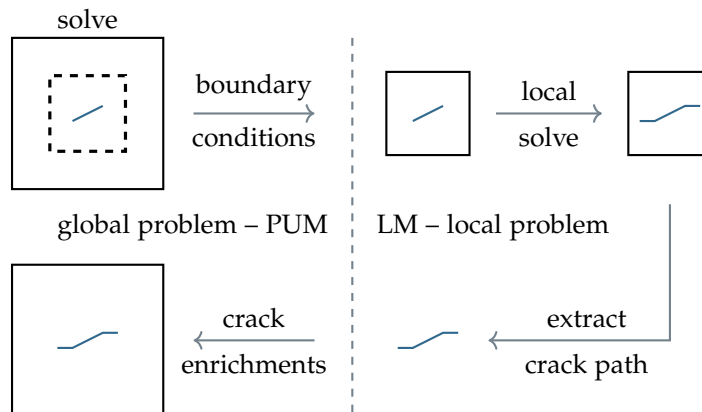 solve
boundary
conditions
local
solve
global problem – PUM
LM – local problem
crack
enrichments
extract
crack path